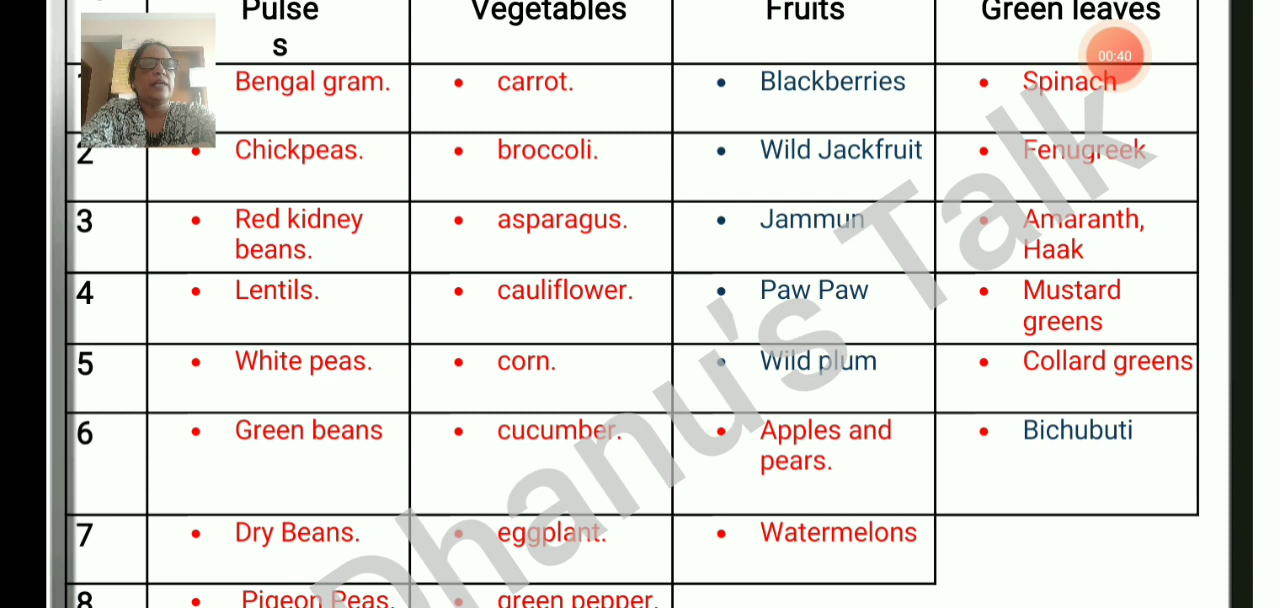 Pulse Vegetables Fruits Green leaves
s
00:40
Bengal gram. carrot. Blackberries Spinach
2 Chickpeas. broccoli. Wild Jackfruit Fenugreek
3 Red kidney asparagus. Jammun Amaranth,
beans. Haak
4 Lentils. cauliflower. Paw Paw Mustard
greens
5 White peas. corn. Wild plum Collard greens
6 Green beans cucumber. Apples and Bichubuti
pears.
7 Dry Beans. eggplant. Watermelons
8 Pigeon Peas. green pepper.
Dhanu's Talk